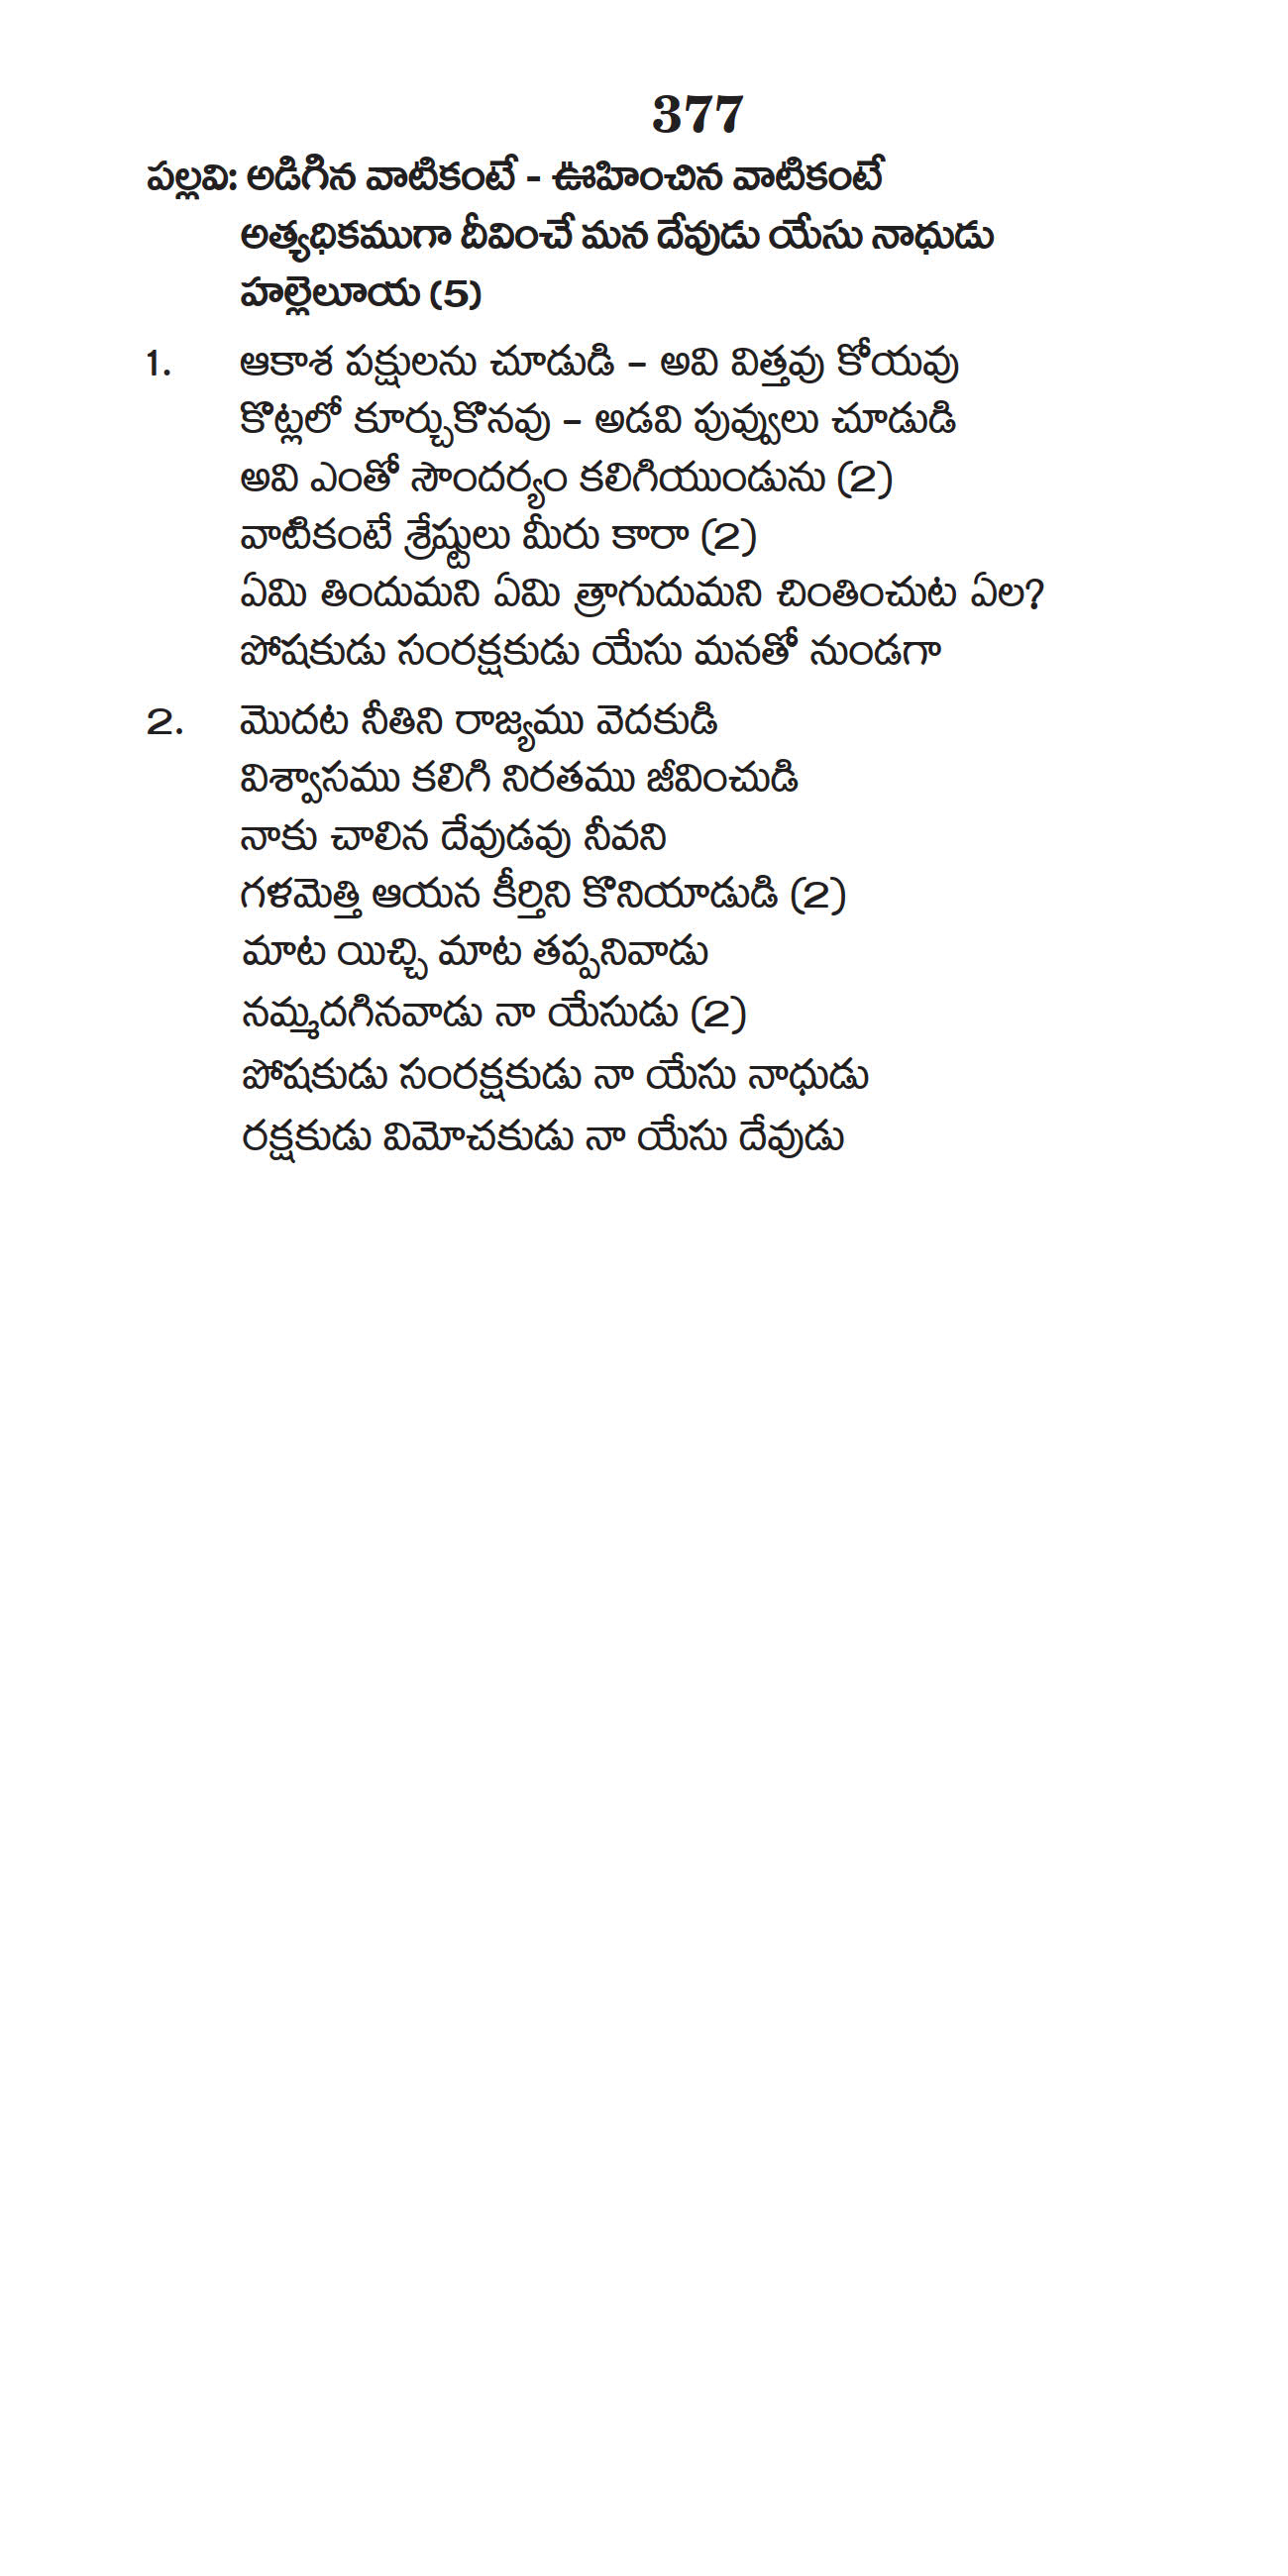 377
పల్లవి: అడిగిన వాటికంటే - ఊహించిన వాటికంటే
అత్యధికముగా దీవించే మన దేవుడు యేసు నాధుడు
హల్లెలూయ (5)
1. ఆకాశ పక్షులను చూడుడి – అవి విత్తవు కోయవు
కొట్లలో కూర్చుకొనవు – అడవి పువ్వులు చూడుడి
అవి ఎంతో సౌందర్యం కలిగియుండును (2)
వాటికంటే శ్రేష్టులు మీరు కారా (2)
ఏమి తిందుమని ఏమి త్రాగుదుమని చింతించుట ఏల?
పోషకుడు సంరక్షకుడు యేసు మనతో నుండగా
2. మొదట నీతిని రాజ్యము వెదకుడి
విశ్వాసము కలిగి నిరతము జీవించుడి
నాకు చాలిన దేవుడవు నీవని
గళమెత్తి ఆయన కీర్తిని కొనియాడుడి (2)
మాట యిచ్చి మాట తప్పనివాడు
నమ్మదగినవాడు నా యేసుడు (2)
పోషకుడు సంరక్షకుడు నా యేసు నాధుడు
రక్షకుడు విమోచకుడు నా యేసు దేవుడు